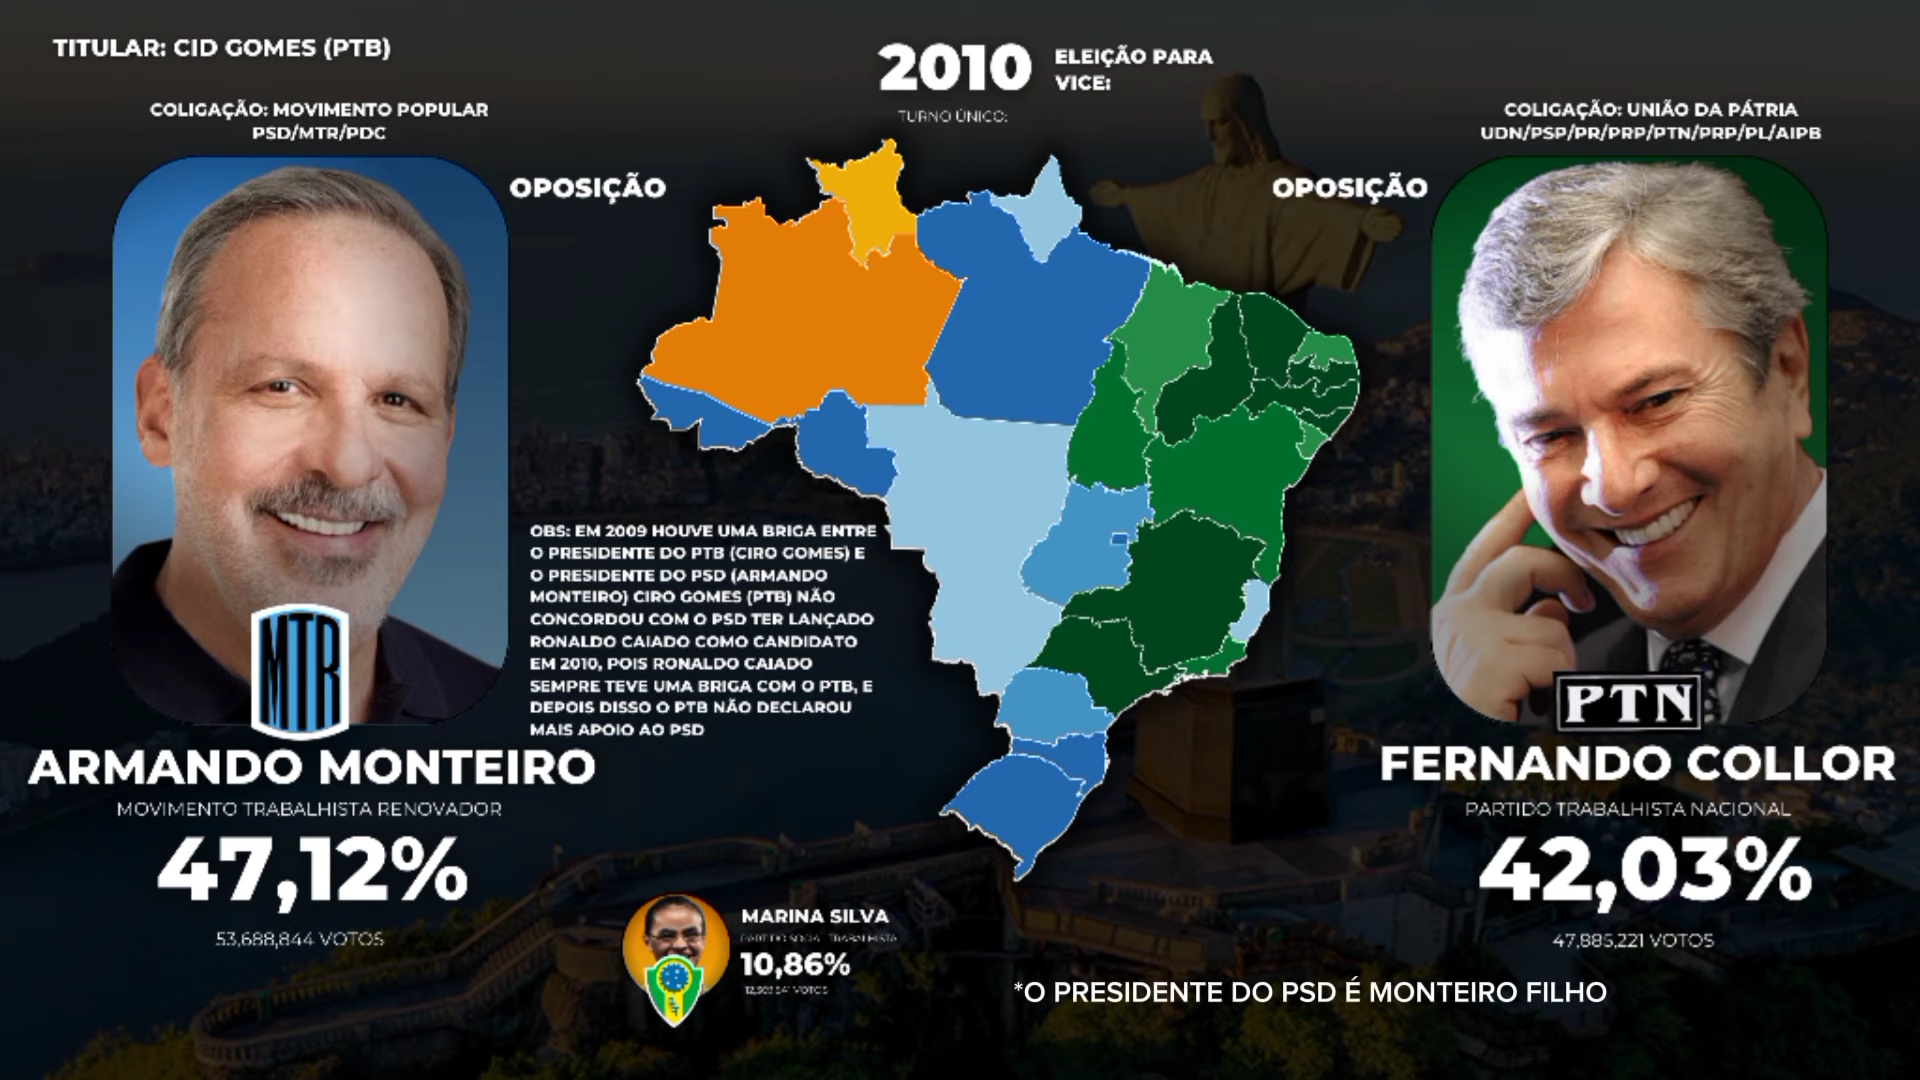 TITULAR: CID GOMES (PTB)
2010
ELEIÇÃO PARA
VICE:
TURNO ÚNICO:
COLIGAÇÃO: MOVIMENTO POPULAR
PSD/MTR/PDC
COLIGAÇÃO: UNIÃO DA PÁTRIA
UDN/PSP/PR/PRP/PTN/PRP/PL/AIPB
OPOSIÇÃO
OPOSIÇÃO
OBS: EM 2009 HOUVE UMA BRIGA ENTRE
O PRESIDENTE DO PTB (CIRO GOMES) E
O PRESIDENTE DO PSD (ARMANDO
MONTEIRO) CIRO GOMES (PTB) NÃO
CONCORDOU COM O PSD TER LANÇADO
RONALDO CAIADO COMO CANDIDATO
EM 2010, POIS RONALDO CAIADO
SEMPRE TEVE UMA BRIGA COM O PTB, E
DEPOIS DISSO O PTB NÃO DECLAROU
MAIS APOIO AO PSD
MTR
PTN
ARMANDO MONTEIRO
MOVIMENTO TRABALHISTA RENOVADOR
47,12%
53,688,844 VOTOS
FERNANDO COLLOR
PARTIDO TRABALHISTA NACIONAL
42,03%
47,885,221 VOTOS
MARINA SILVA
PARTIDO SOCIAL TRABALHISTA
10,86%
VOTOS
*O PRESIDENTE DO PSD É MONTEIRO FILHO